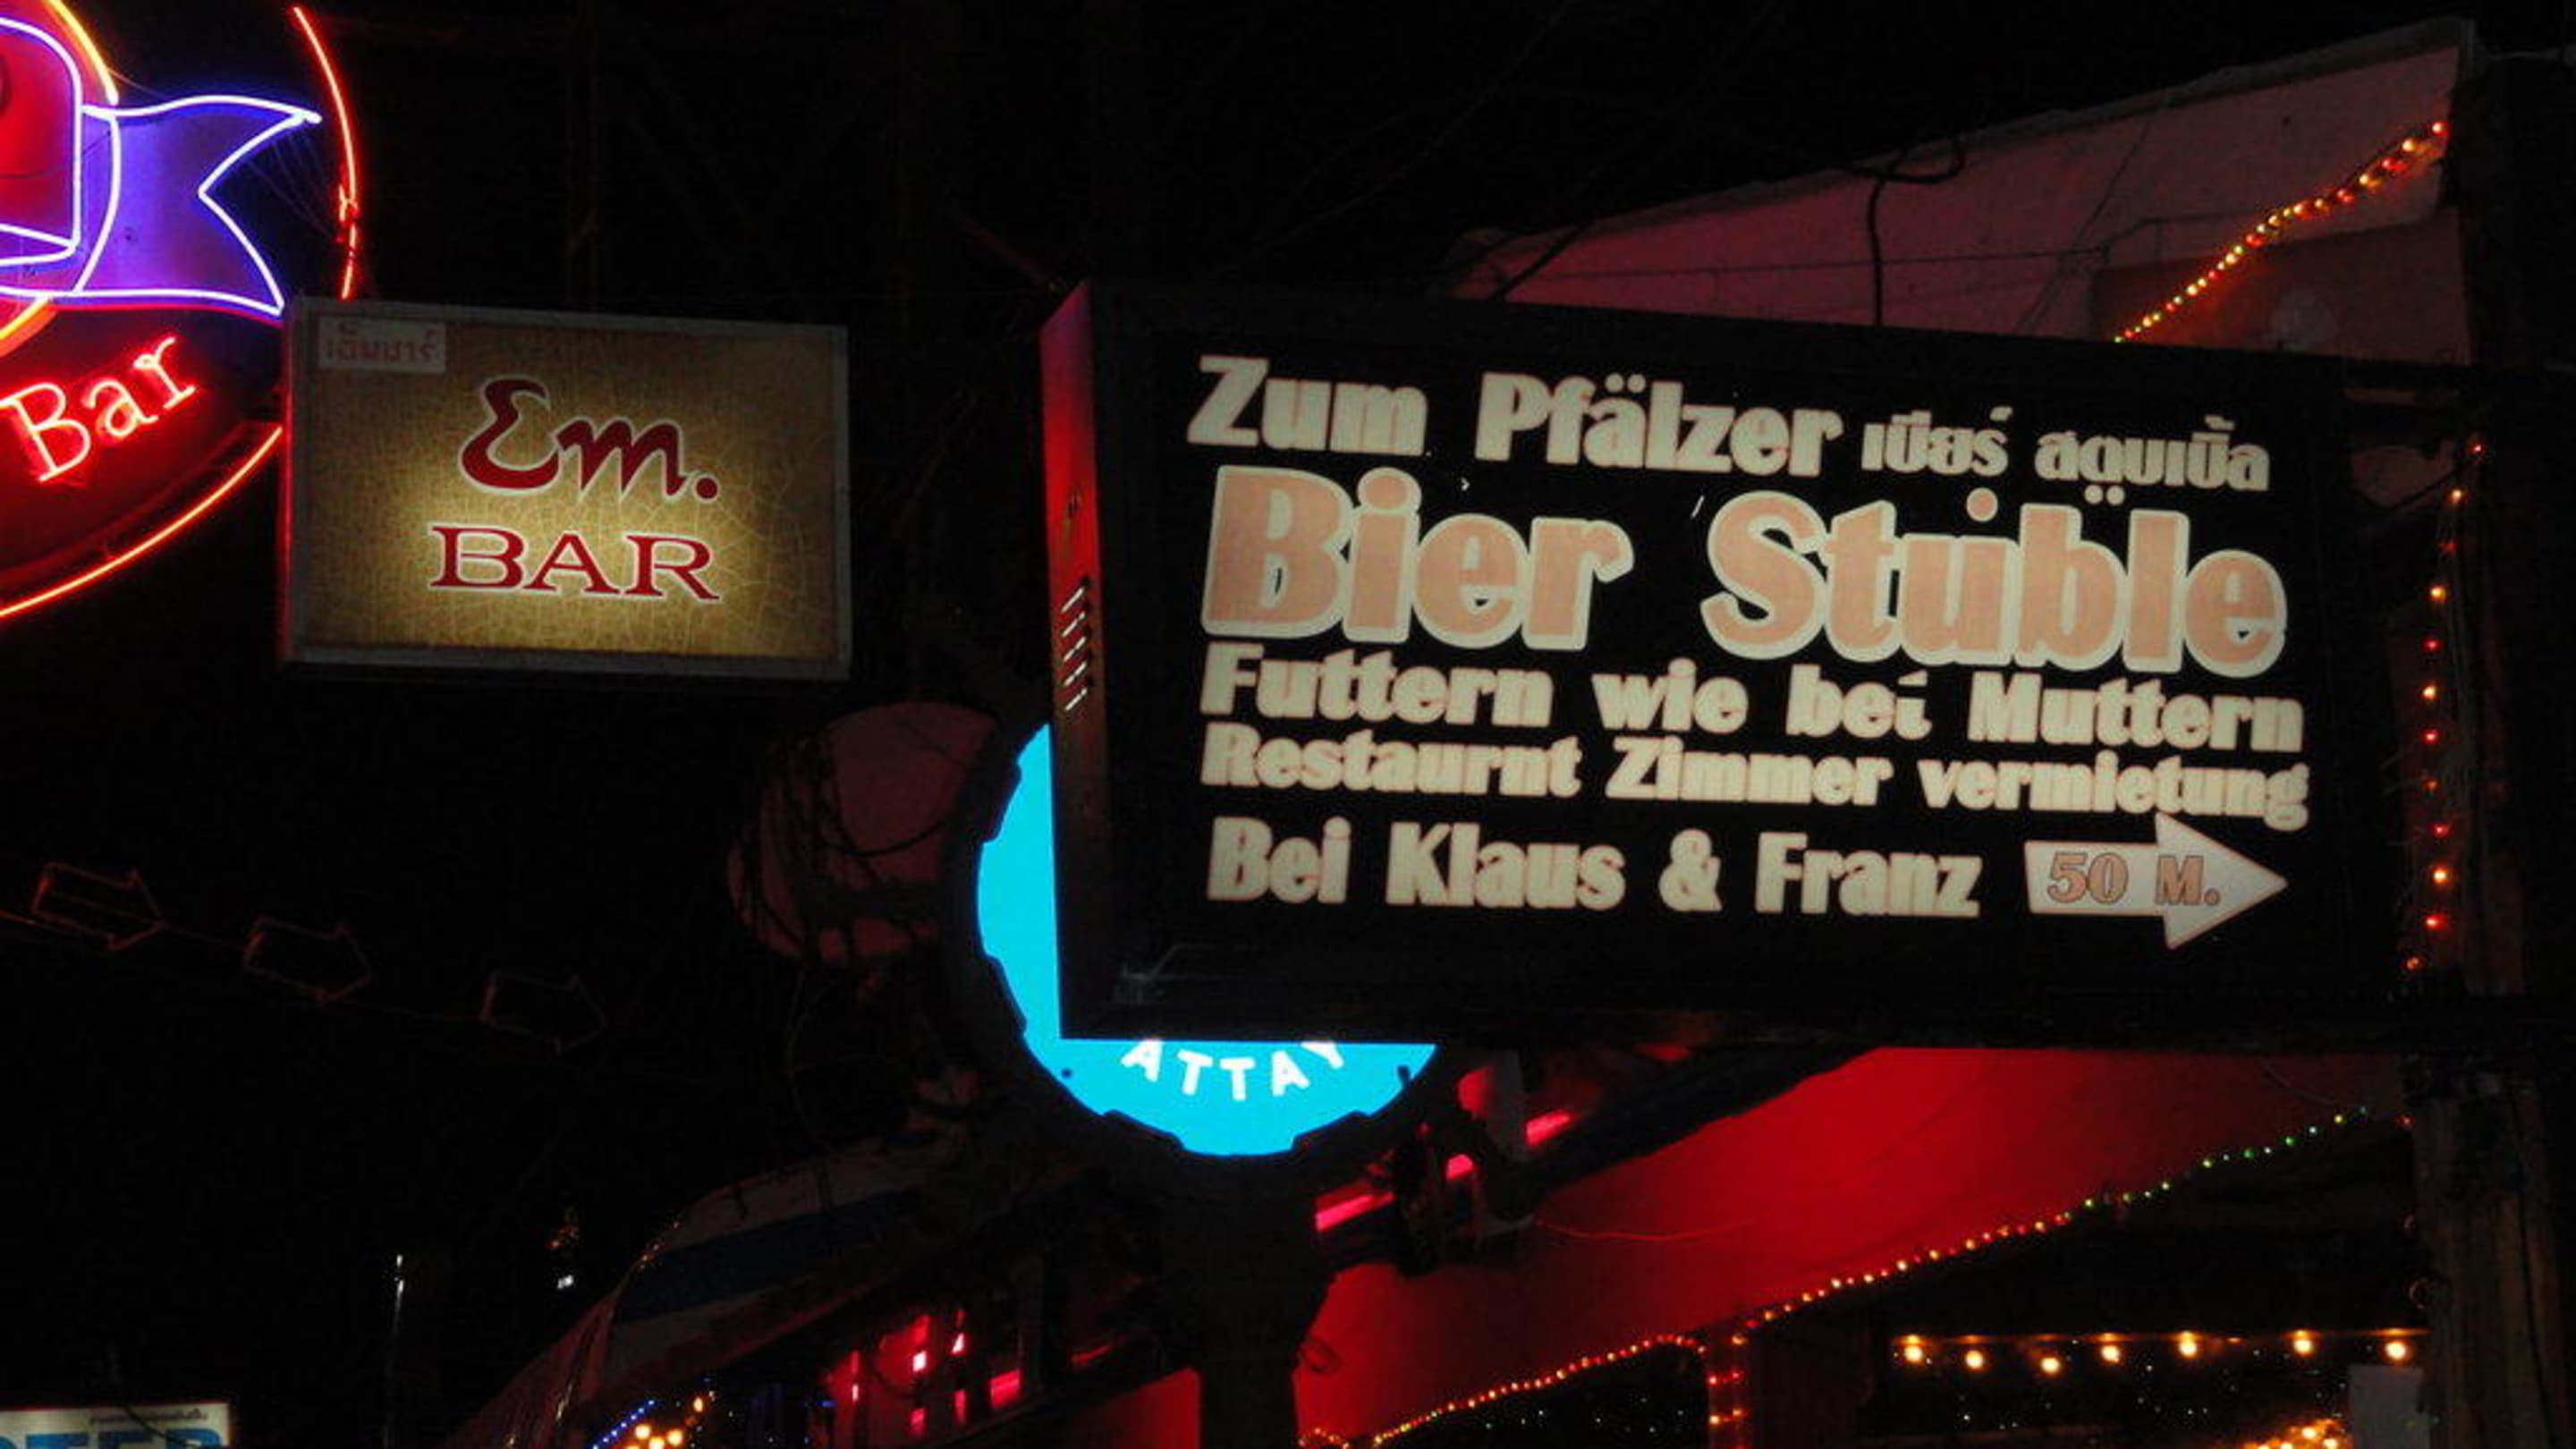 Bar
เอ็มบาร์
Em.
BAR
Zum Pfälzer เบียร์ สตุบเบิ้ล
Bier Stüble
Futtern wie bei Muttern
Restaurnt Zimmer vermietung
Bei Klaus & Franz 50 M.
ATTAY